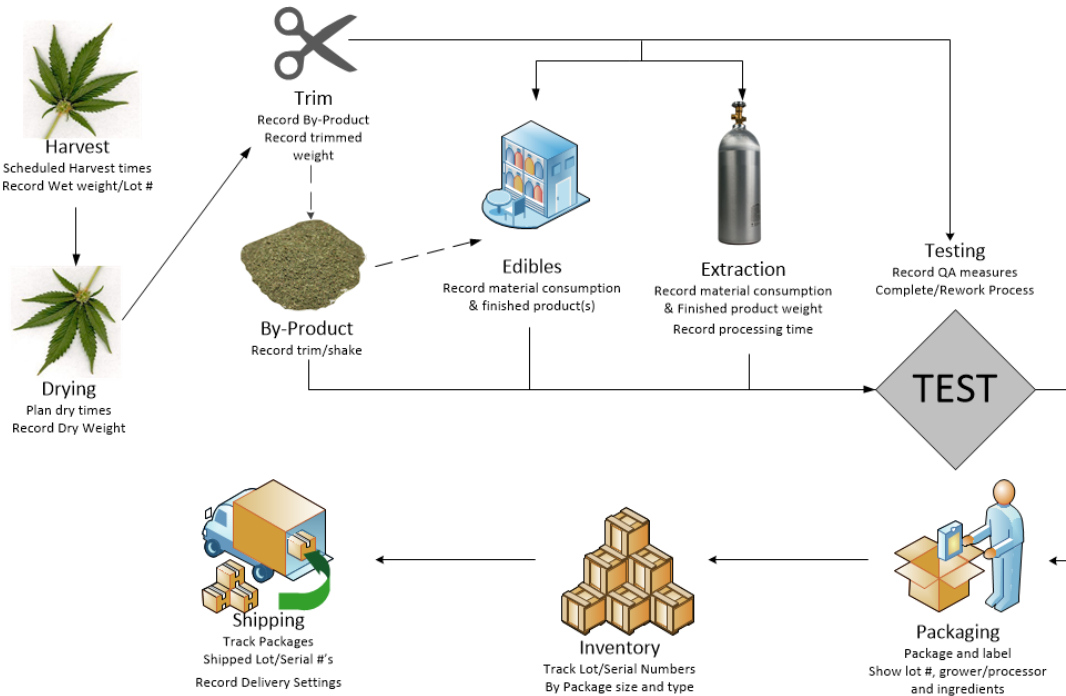 Harvest
Scheduled Harvest times
Record Wet weight/Lot #
Drying
Plan dry times
Record Dry Weight
Trim
Record By-Product
Record trimmed
weight
By-Product
Record trim/shake
Edibles
Record material consumption
& finished product(s)
Extraction
Record material consumption
& Finished product weight
Record processing time
Testing
Record QA measures
Complete/Rework Process
TEST
Packaging
Package and label
Show lot #, grower/processor
and ingredients
Inventory
Track Lot/Serial Numbers
By Package size and type
Shipping
Track Packages
Shipped Lot/Serial #'s
Record Delivery Settings